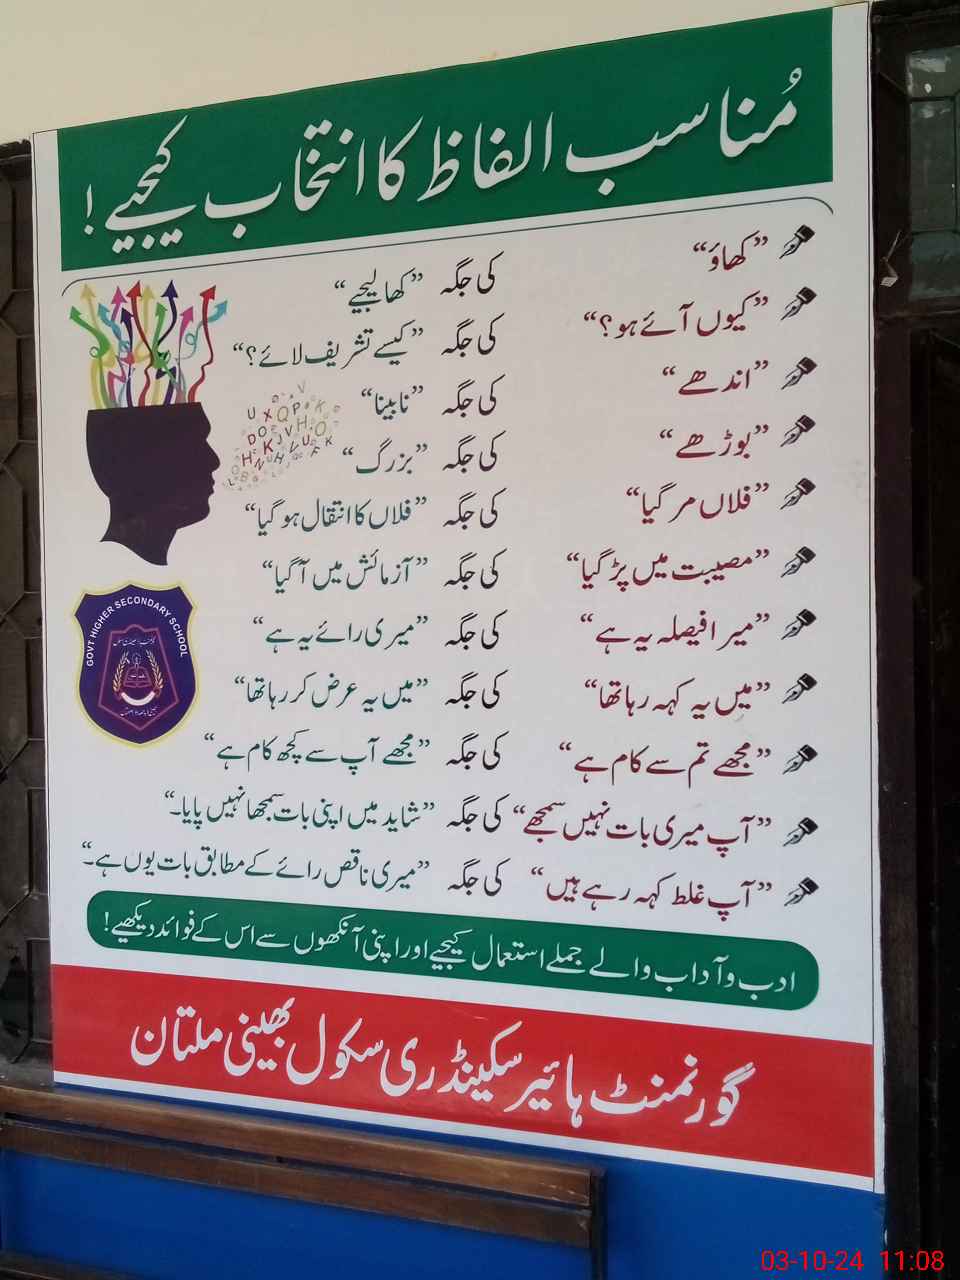 مُناسب الفاظ کا انتخاب کیجیے!
”کھاؤ“ کی جگہ ”کھا لیجیے“
”کیوں آئے ہو؟“ کی جگہ ”کیسے تشریف لائے؟“
”اندھے“ کی جگہ ”نابینا“
”بوڑھے“ کی جگہ ”بزرگ“
”فلاں مر گیا“ کی جگہ ”فلاں کا انتقال ہو گیا“
”مصیبت میں پڑ گیا“ کی جگہ ”آزمائش میں آ گیا“
”میرا فیصلہ یہ ہے“ کی جگہ ”میری رائے یہ ہے“
”میں یہ کہہ رہا تھا“ کی جگہ ”میں یہ عرض کر رہا تھا“
”مجھے تم سے کام ہے“ کی جگہ ”مجھے آپ سے کچھ کام ہے“
”آپ میری بات نہیں سمجھے“ کی جگہ ”شاید میں اپنی بات سمجھا نہیں پایا۔“
”آپ غلط کہہ رہے ہیں“ کی جگہ ”میری ناقص رائے کے مطابق بات یوں ہے۔“
GOVT HIGHER SECONDARY SCHOOL
ادب و آداب والے جملے استعمال کیجیے اور اپنی آنکھوں سے اس کے فوائد دیکھیے!
گورنمنٹ ہائیر سکینڈری سکول بھینی ملتان
03-10-24 11:08